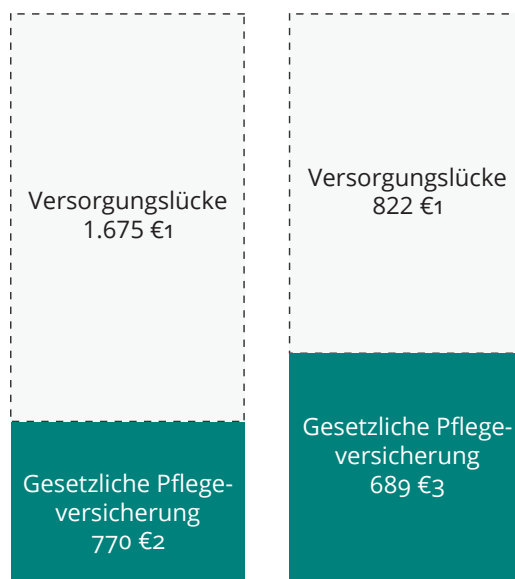 Versorgungslücke
1.675 €1
Gesetzliche Pflege-
versicherung
770 €2
Versorgungslücke
822 €1
Gesetzliche Pflege-
versicherung
689 €3